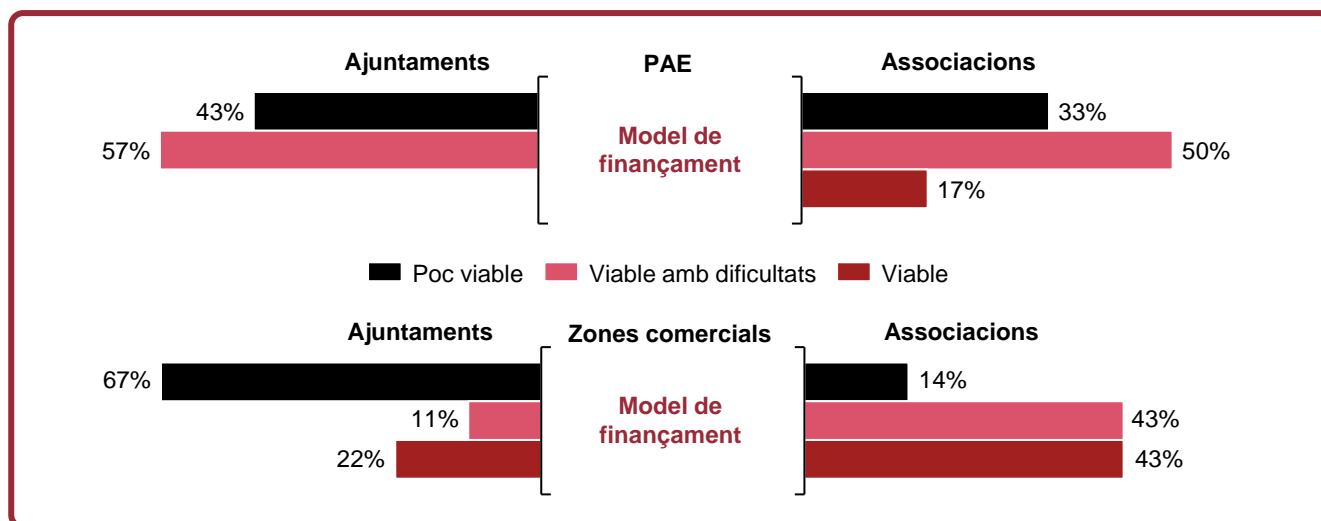 Ajuntaments PAE Associacions
43% 33%
57% Model de finançament 50%
17%
Poc viable Viable amb dificultats Viable
Ajuntaments Zones comercials Associacions
67% 14%
11% Model de finançament 43%
22% 43%